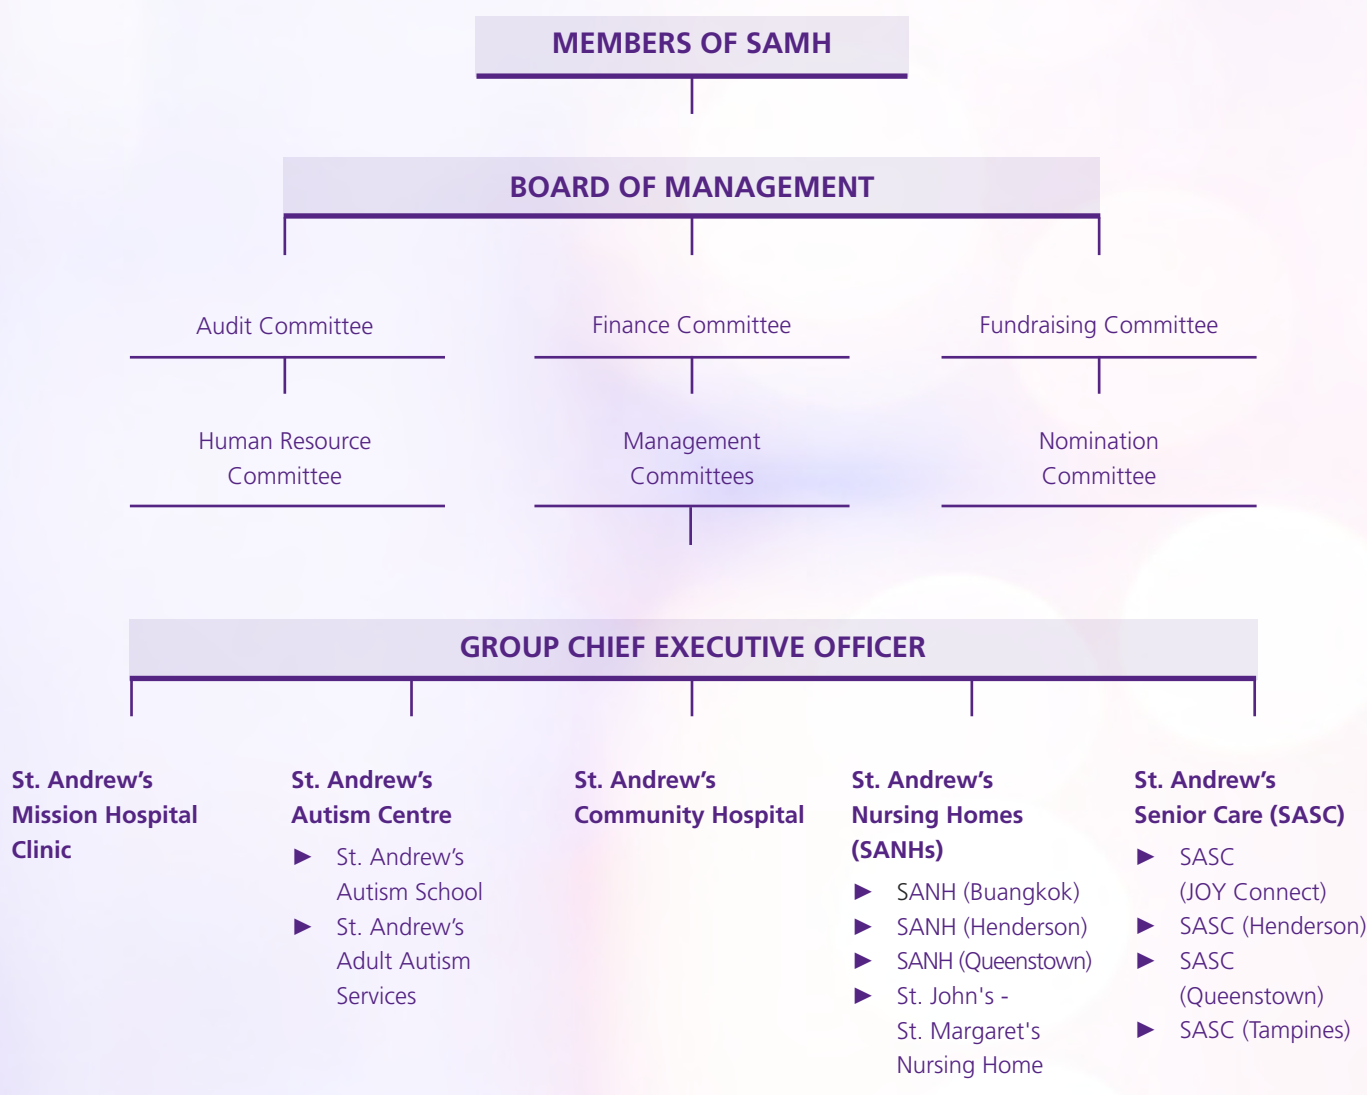 MEMBERS OF SAMH
BOARD OF MANAGEMENT
Audit Committee
Finance Committee
Fundraising Committee
Human Resource
Committee
Management
Committees
Nomination
Committee
GROUP CHIEF EXECUTIVE OFFICER
St. Andrew’s
Mission Hospital
Clinic
St. Andrew’s
Autism Centre
► St. Andrew’s
Autism School
► St. Andrew’s
Adult Autism
Services
St. Andrew’s
Community Hospital
St. Andrew’s
Nursing Homes
(SANHs)
► SANH (Buangkok)
► SANH (Henderson)
► SANH (Queenstown)
► St. John's -
St. Margaret's
Nursing Home
St. Andrew’s
Senior Care (SASC)
► SASC
(JOY Connect)
► SASC (Henderson)
► SASC
(Queenstown)
► SASC (Tampines)